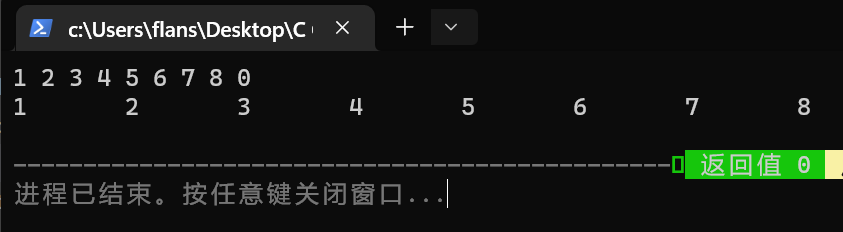 c:\Users\flans\Desktop\C
1 2 3 4 5 6 7 8 0
1 2 3 4 5 6 7 8
返回值 0
进程已结束。按任意键关闭窗口...